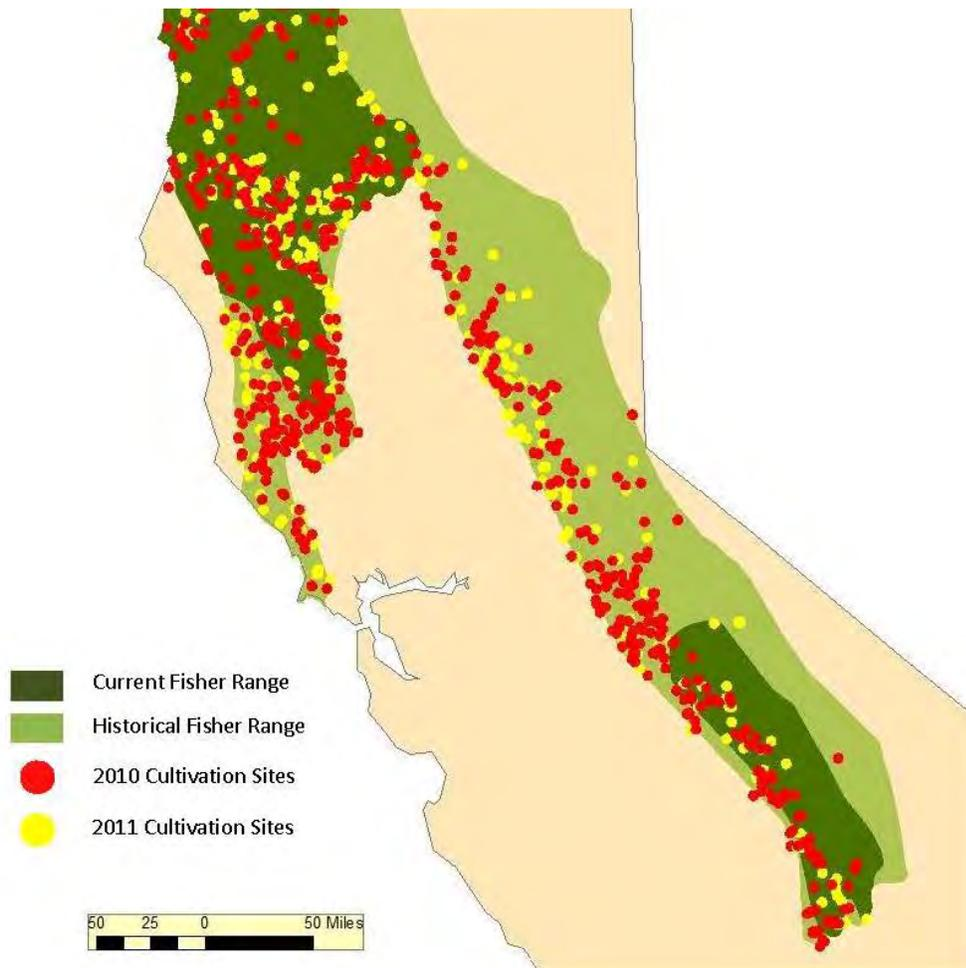 Current Fisher Range
Historical Fisher Range
2010 Cultivation Sites
2011 Cultivation Sites
50 25 0 50 Miles